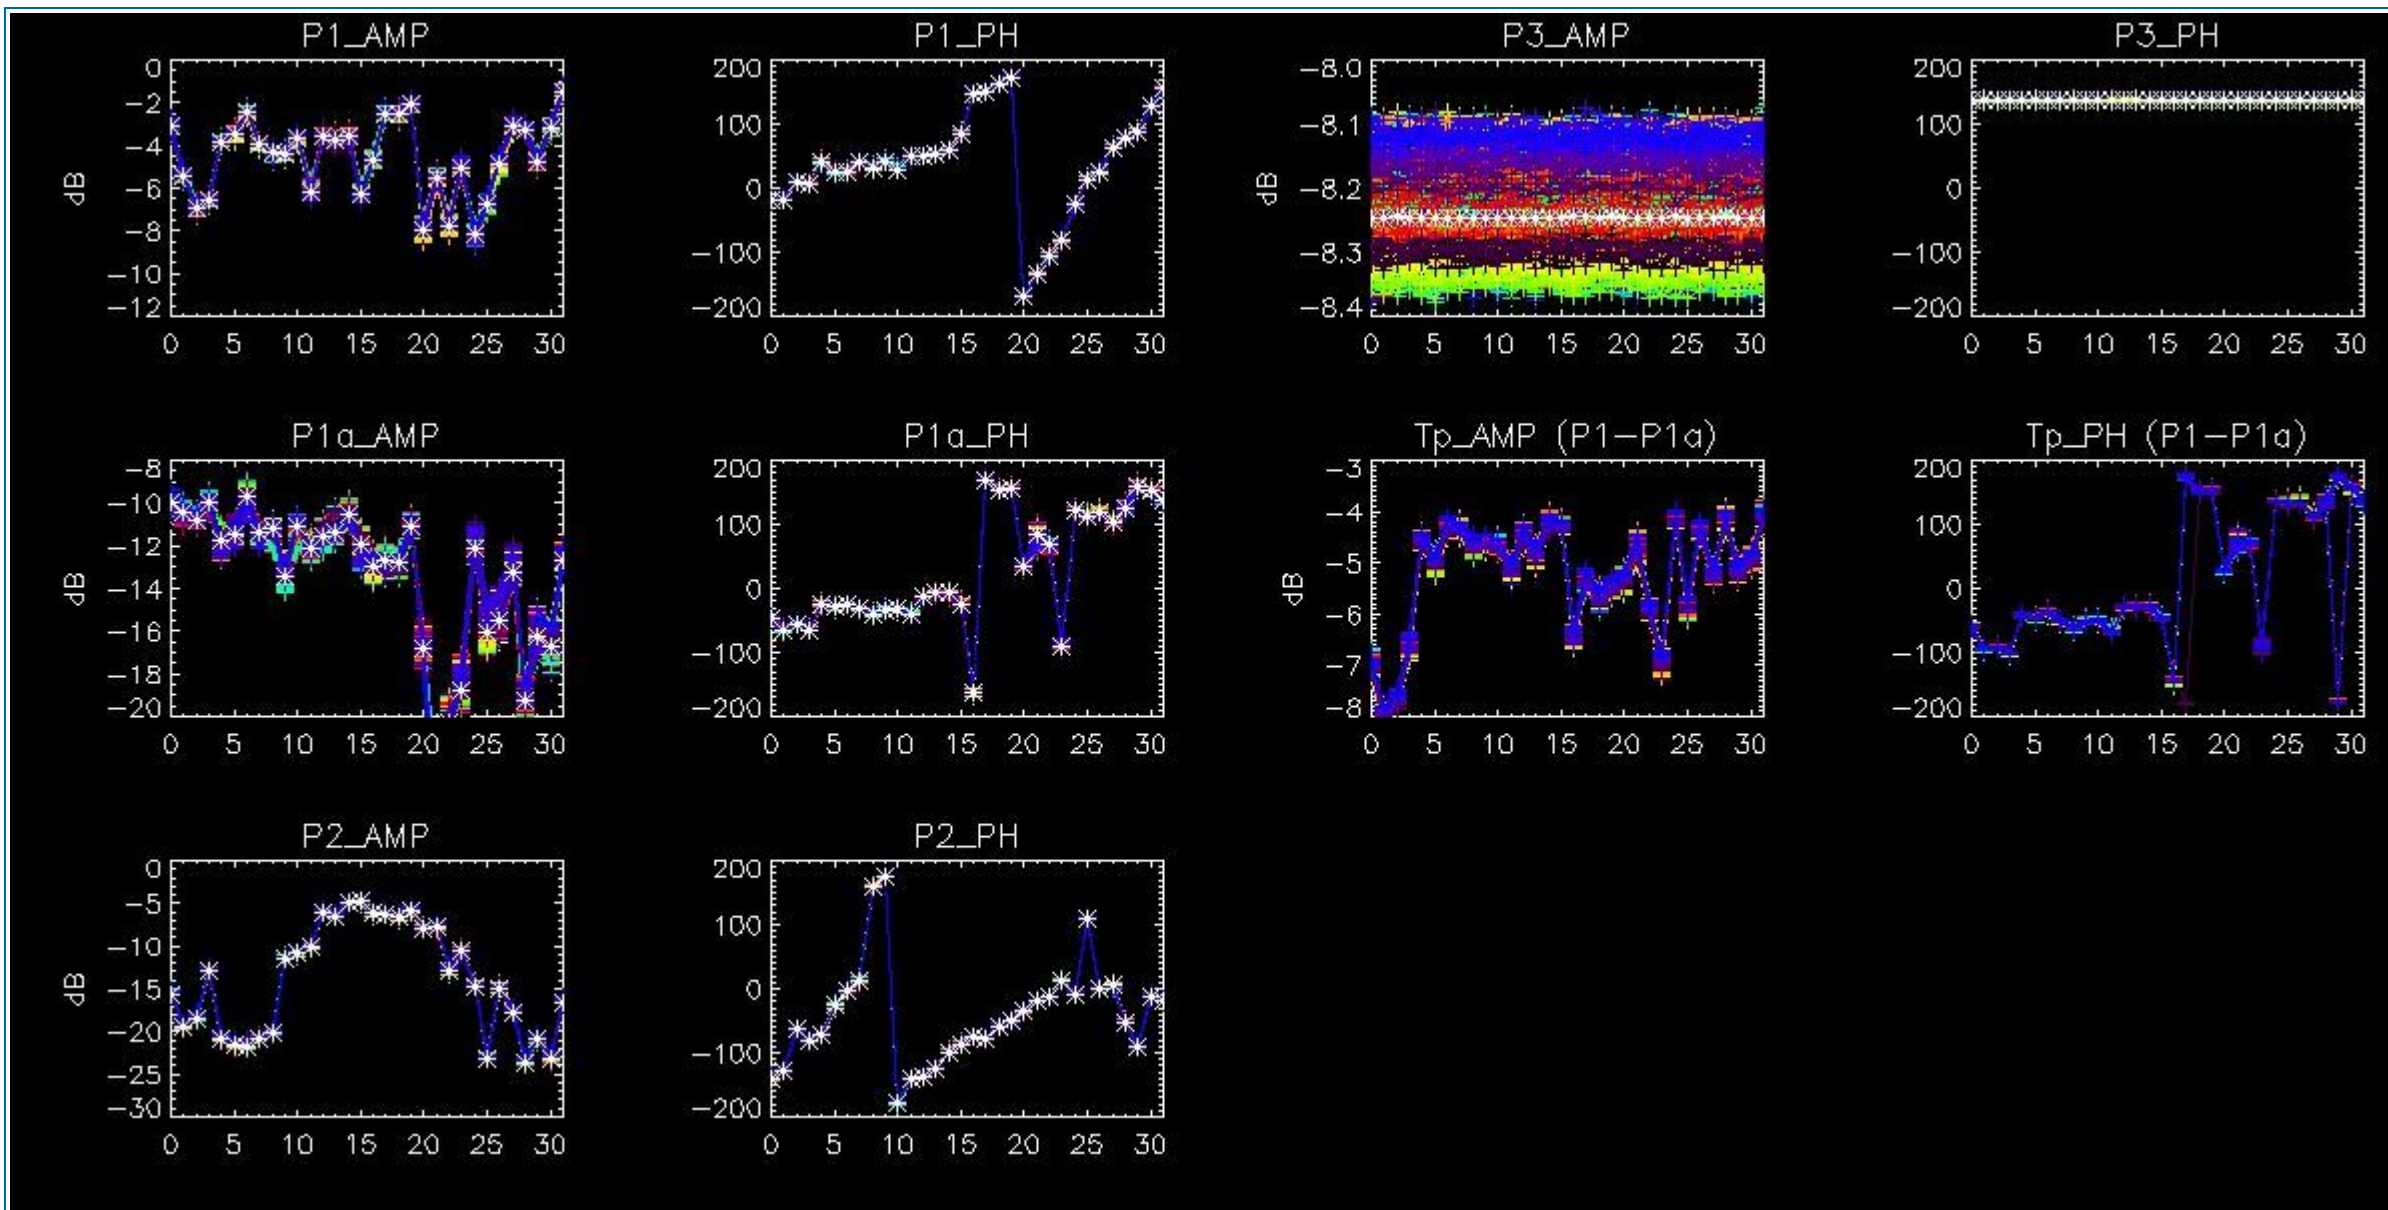 P1_AMP P1_PH P3_AMP P3_PH
0 200 −8.0 200
−2
−4 100 −8.1 100
dB −6 0 dB −8.2 0
−8
−10 −100 −8.3 −100
−12 −200 −8.4 −200
0 5 10 15 20 25 30 0 5 10 15 20 25 30 0 5 10 15 20 25 30 0 5 10 15 20 25 30
P1a_AMP P1a_PH Tp_AMP (P1−P1a) Tp_PH (P1−P1a)
−8 200 −3 200
−10 100 −4 100
−12
dB −14 0 dB −5 0
−16 −6
−18 −100 −7 −100
−20 −200 −8 −200
0 5 10 15 20 25 30 0 5 10 15 20 25 30 0 5 10 15 20 25 30 0 5 10 15 20 25 30
P2_AMP P2_PH
0 200
−5 100
−10
dB −15 0
−20 −100
−25
−30 −200
0 5 10 15 20 25 30 0 5 10 15 20 25 30